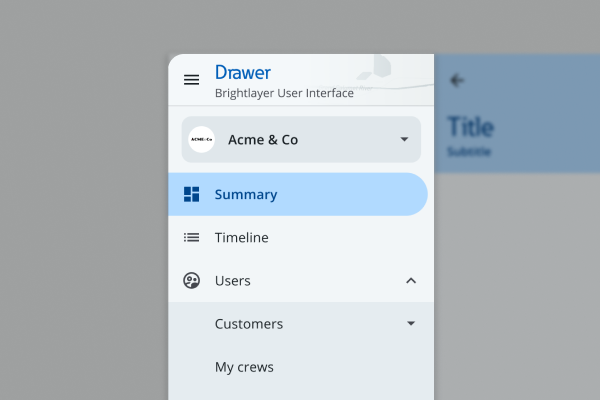 Drawer
Brightlayer User Interface
ACME&Co
Acme & Co
Summary
Timeline
Users
Customers
My crews
Title
Subtitle